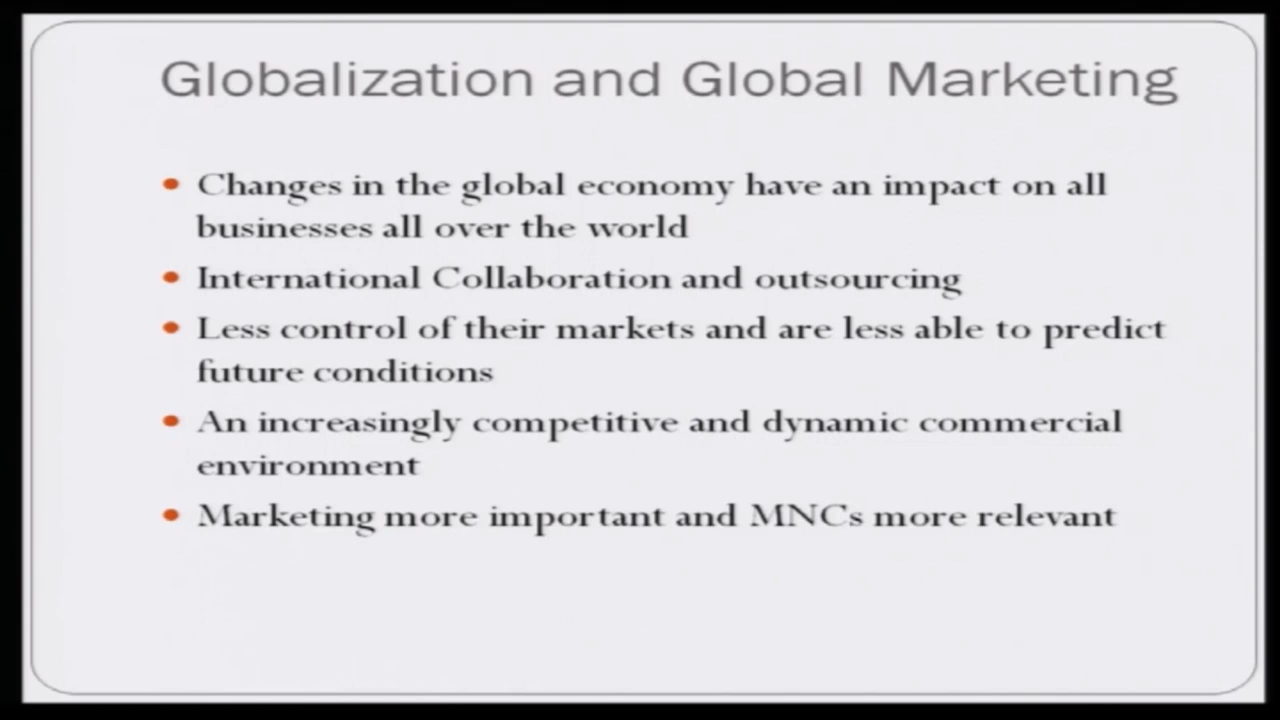 Globalization and Global Marketing
Changes in the global economy have an impact on all
businesses all over the world
International Collaboration and outsourcing
Less control of their markets and are less able to predict
future conditions
An increasingly competitive and dynamic commercial
environment
Marketing more important and MNCs more relevant